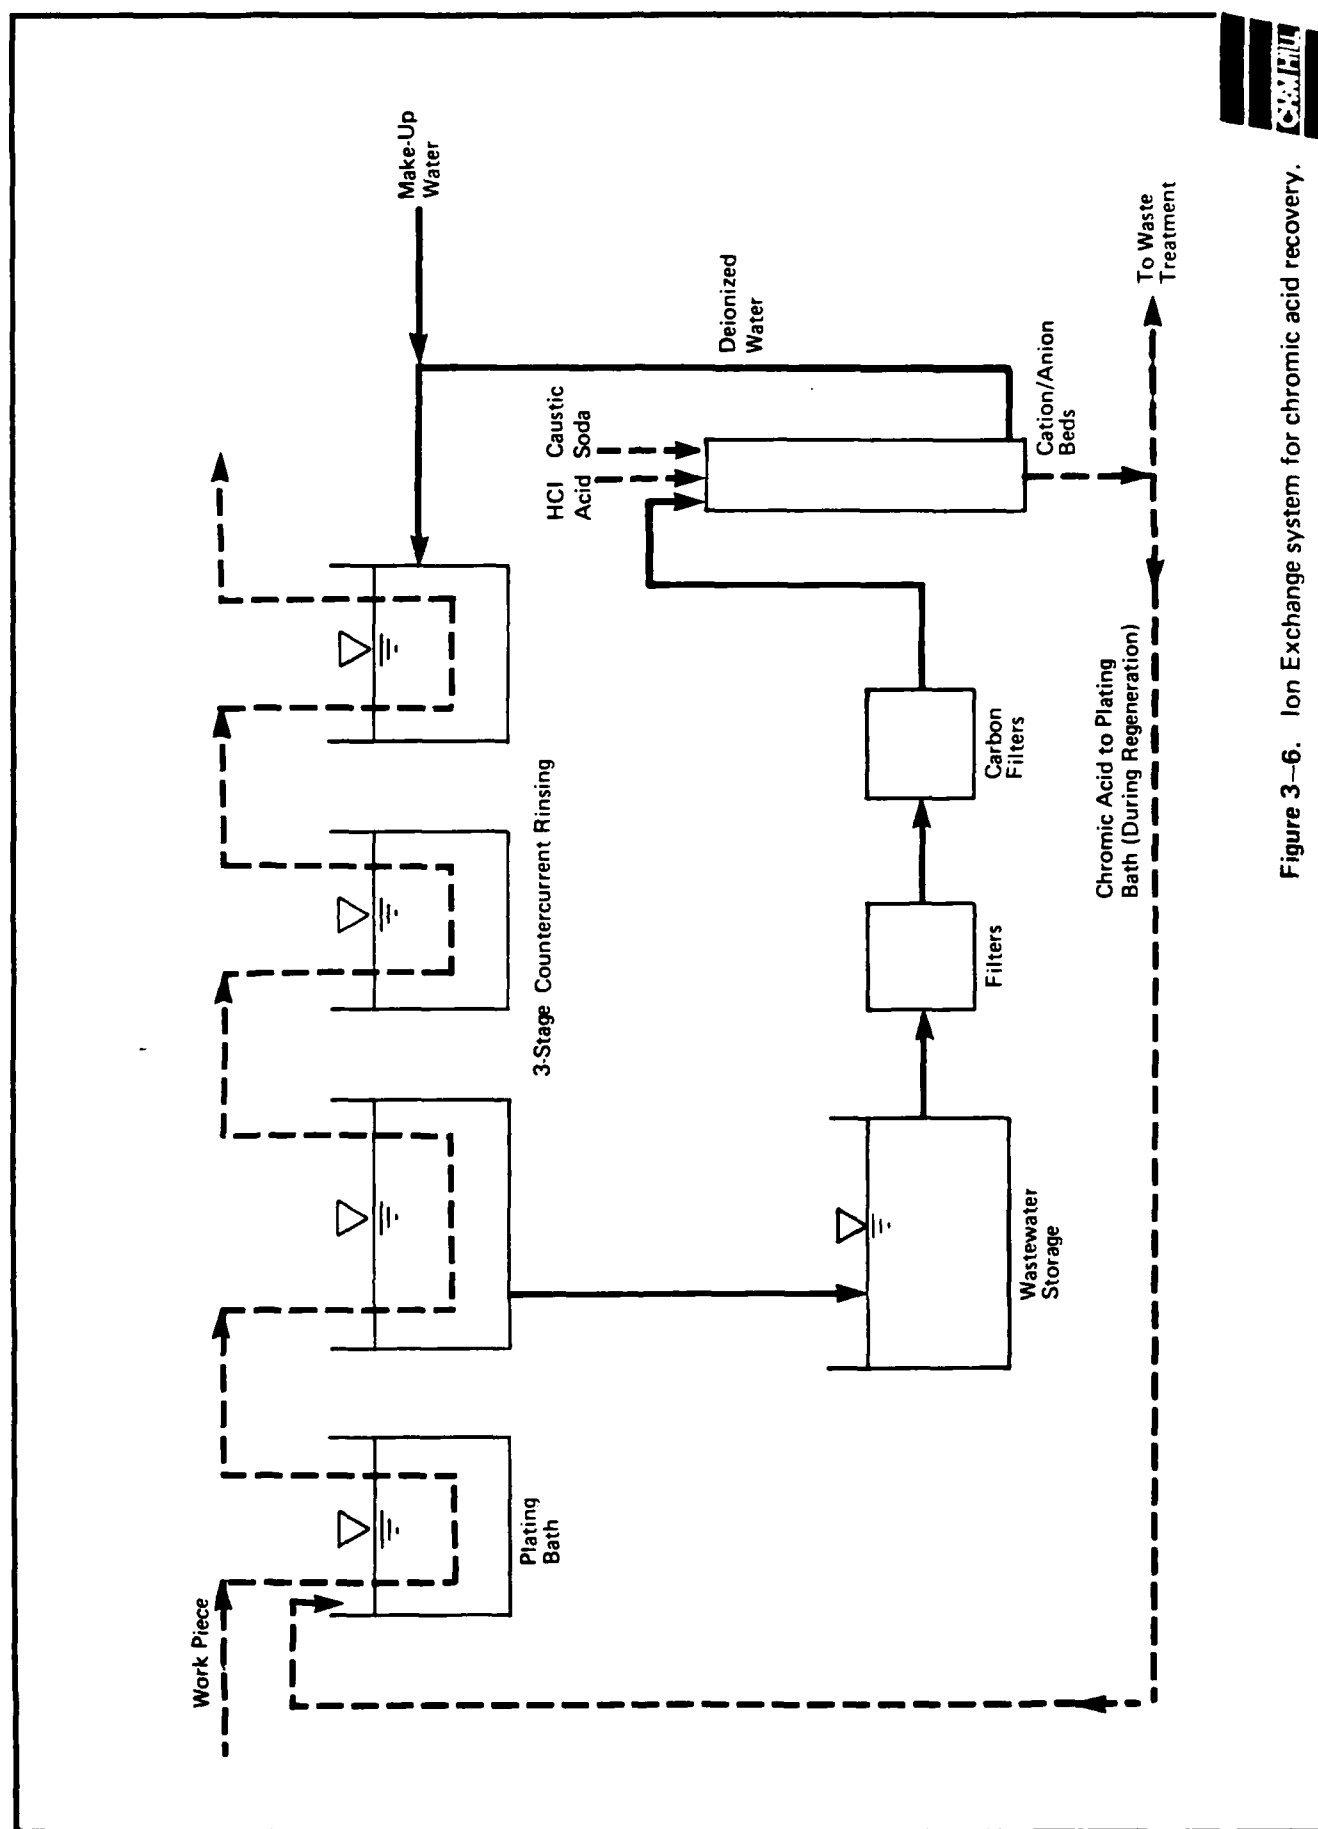 Work Piece
Plating
Bath
3-Stage Countercurrent Rinsing
Make-Up
Water
HCl
Acid
Caustic
Soda
Deionized
Water
Wastewater
Storage
Filters
Carbon
Filters
Cation/Anion
Beds
Chromic Acid to Plating
Bath (During Regeneration)
To Waste
Treatment
Figure 3–6. Ion Exchange system for chromic acid recovery.
CH2M HILL